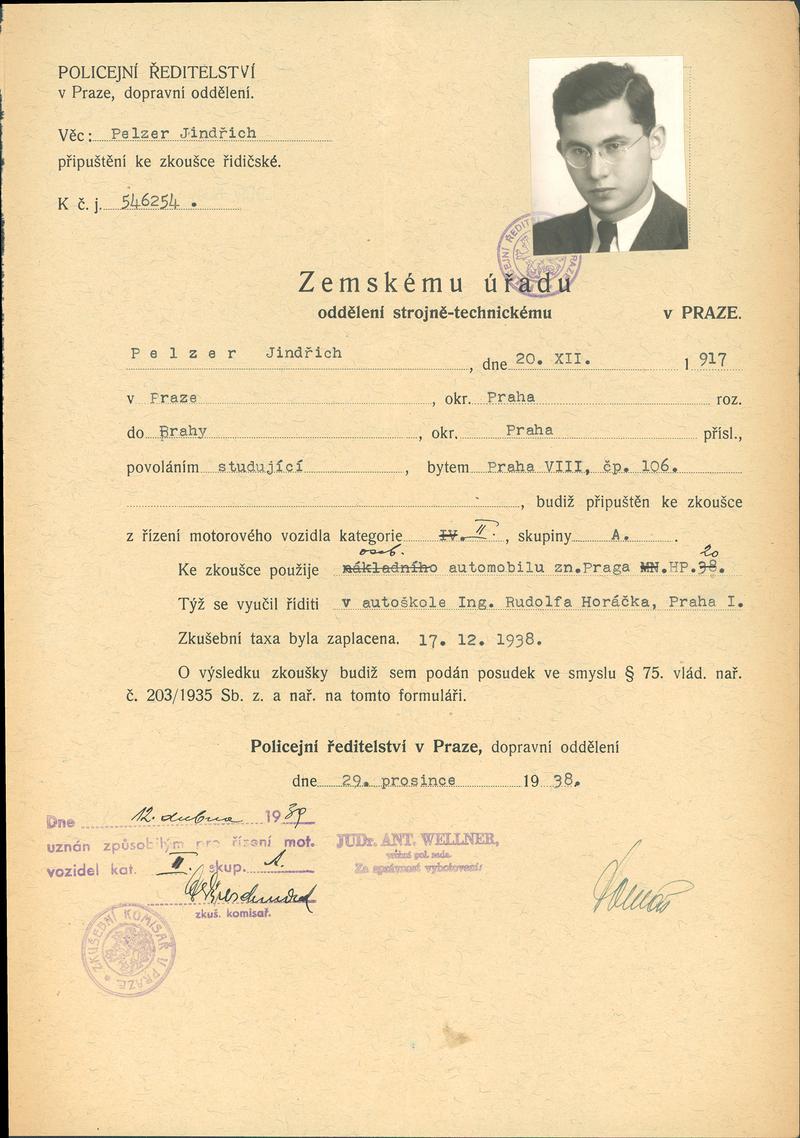 POLICEJNÍ ŘEDITELSTVÍ
v Praze, dopravní oddělení.
Věc: Pelzer Jindřich
připuštění ke zkoušce řidičské.
K č. j. 546254.
POLICEJNÍ ŘEDIT PRAZE
Zemskému úřadu
oddělení strojně-technickému v PRAZE.
Pelzer Jindřich, dne 20. XII. 1917
v Praze, okr. Praha roz.
do Brahy, okr. Praha přísl.,
povoláním studující, bytem Praha VIII, čp. 106.
, budiž připuštěn ke zkoušce
z řízení motorového vozidla kategorie IV. II., skupiny A.
osob. 20
Ke zkoušce použije nákladního automobilu zn. Praga MN. HP. 38.
Týž se vyučil říditi v autoškole Ing. Rudolfa Horáčka, Praha I.
Zkušební taxa byla zaplacena. 17. 12. 1938.
O výsledku zkoušky budiž sem podán posudek ve smyslu § 75. vlád. nař.
č. 203/1935 Sb. z. a nař. na tomto formuláři.
Policejní ředitelství v Praze, dopravní oddělení
dne 29. prosince 1938.
Dne 12. dubna 1939
uznán způsobilým pro řízení mot.
vozidel kat. II. skup. A.
zkuš. komisař.
JUDr. ANT. WELLNER,
Za správnost vyhotovení:
ZKUŠEBNÍ KOMISAŘ V PRAZE